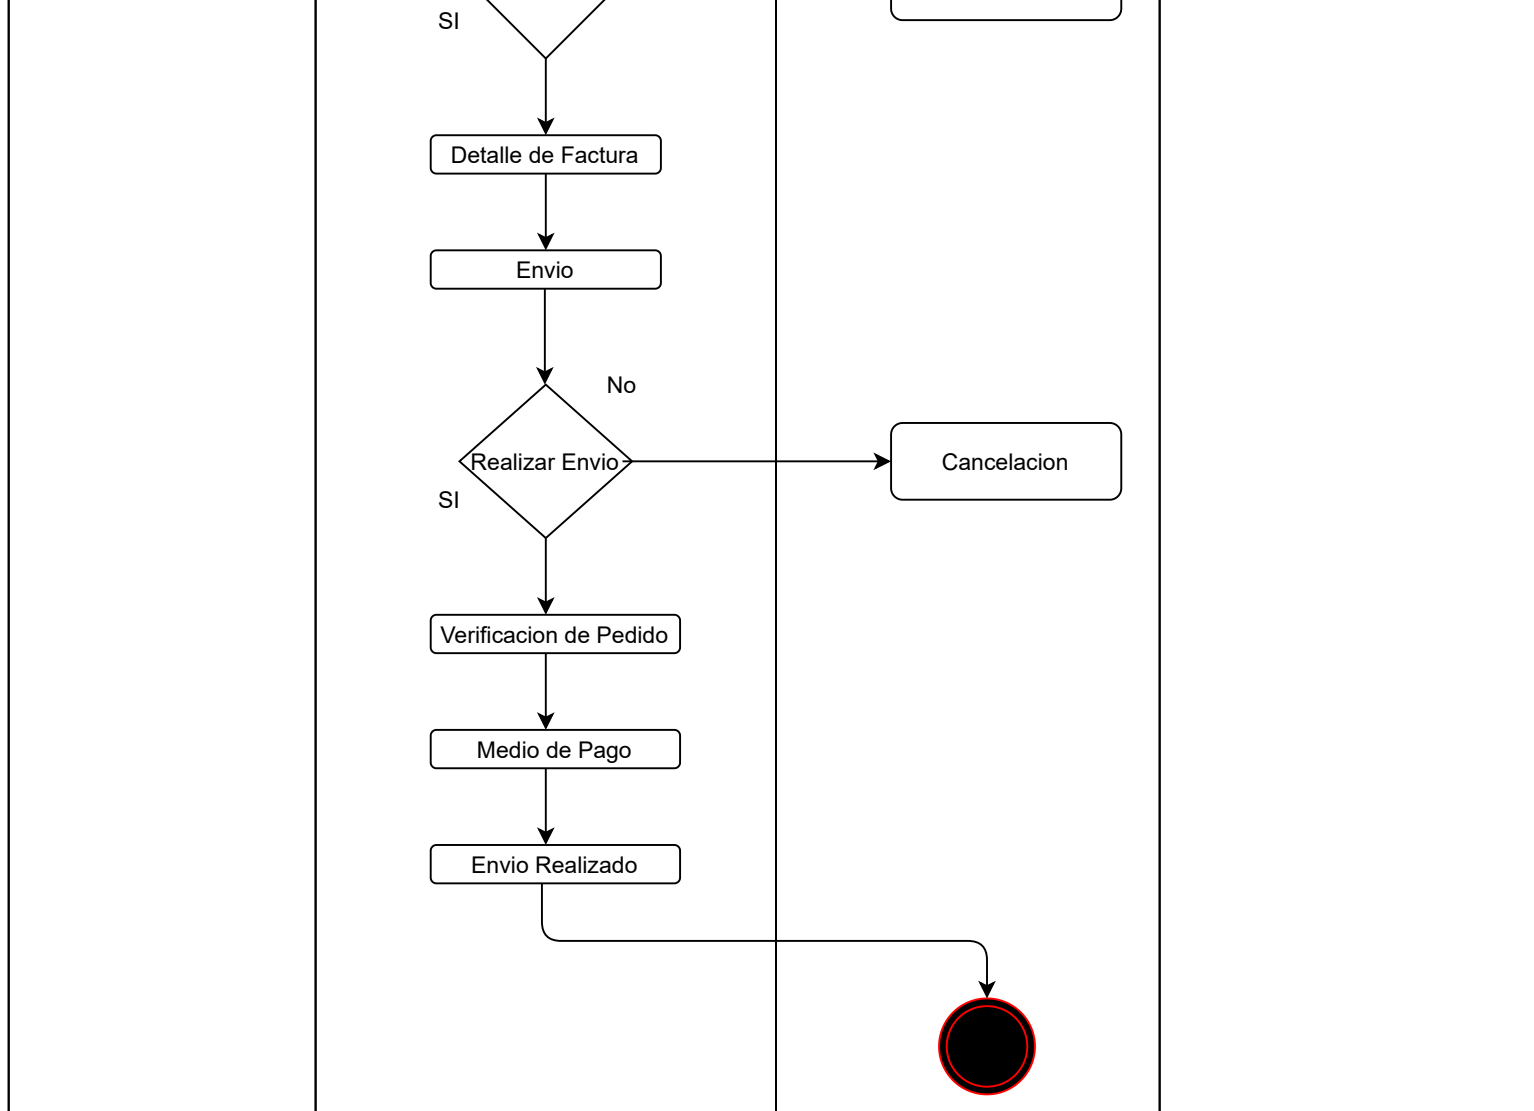 SI
Detalle de Factura
Envio
No
Realizar Envio
Cancelacion
SI
Verificacion de Pedido
Medio de Pago
Envio Realizado